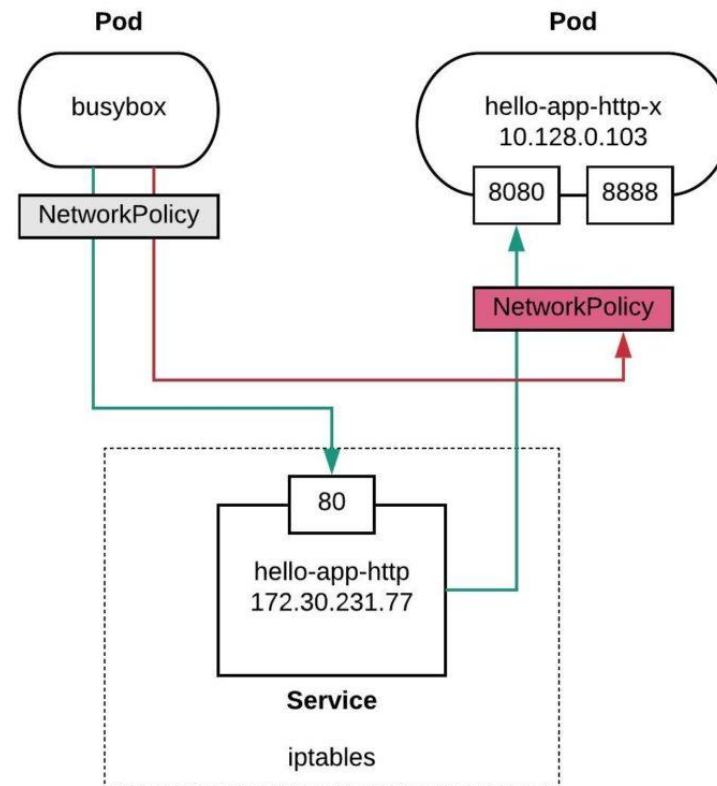 Pod
Pod
busybox
hello-app-http-x
10.128.0.103
8080
8888
NetworkPolicy
NetworkPolicy
80
hello-app-http
172.30.231.77
Service
iptables